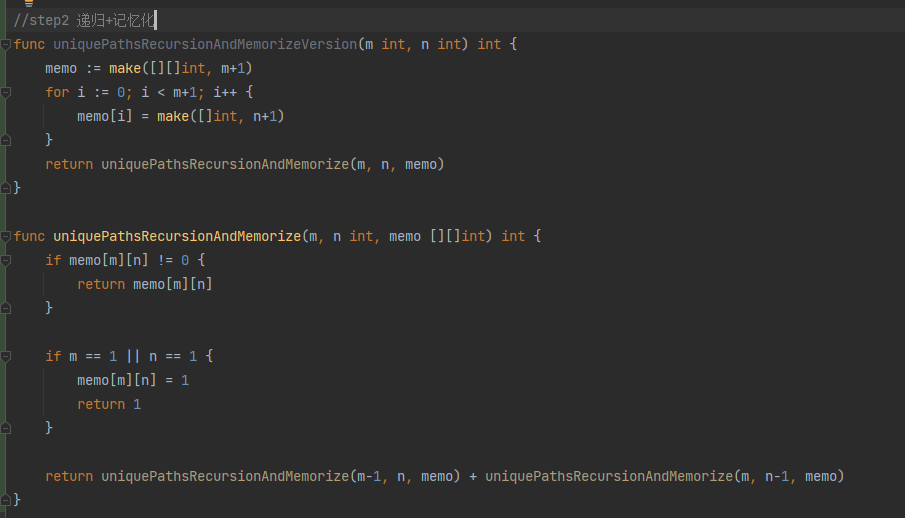 //step2 递归+记忆化
func uniquePathsRecursionAndMemorizeVersion(m int, n int) int {
    memo := make([][]int, m+1)
    for i := 0; i < m+1; i++ {
        memo[i] = make([]int, n+1)
    }
    return uniquePathsRecursionAndMemorize(m, n, memo)
}

func uniquePathsRecursionAndMemorize(m, n int, memo [][]int) int {
    if memo[m][n] != 0 {
        return memo[m][n]
    }

    if m == 1 || n == 1 {
        memo[m][n] = 1
        return 1
    }

    return uniquePathsRecursionAndMemorize(m-1, n, memo) + uniquePathsRecursionAndMemorize(m, n-1, memo)
}